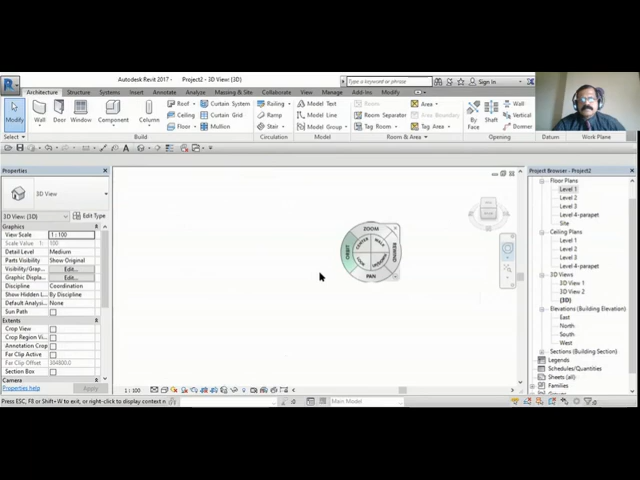 Autodesk Revit 2017 - Project2 - 3D View: {3D}
Type a keyword or phrase
Sign In
Architecture Structure Systems Insert Annotate Analyze Massing & Site Collaborate View Manage Add-Ins Modify
Modify
Wall
Door
Window
Component
Column
Roof
Ceiling
Floor
Curtain System
Curtain Grid
Mullion
Railing
Ramp
Stair
Model Text
Model Line
Model Group
Room
Room Separator
Tag Room
Area
Area Boundary
Tag Area
By Face
Shaft
Wall
Vertical
Dormer
Select
Build
Circulation
Model
Room & Area
Opening
Datum
Work Plane
Properties
3D View
3D View: {3D}
Edit Type
Graphics
View Scale 1 : 100
Scale Value 1: 100
Detail Level Medium
Parts Visibility Show Original
Visibility/Grap... Edit...
Graphic Displa... Edit...
Discipline Coordination
Show Hidden L... By Discipline
Default Analysi... None
Sun Path
Extents
Crop View
Crop Region Vi...
Annotation Crop
Far Clip Active
Far Clip Offset 304800.0
Section Box
Camera
Properties help
Apply
ZOOM
ORBIT
REWIND
PAN
CENTER
WALK
LOOK
UP/DOWN
Project Browser - Project2
Floor Plans
Level 1
Level 2
Level 3
Level 4-parapet
Site
Ceiling Plans
Level 1
Level 2
Level 3
Level 4-parapet
3D Views
3D View 1
3D View 2
{3D}
Elevations (Building Elevation)
East
North
South
West
Sections (Building Section)
Legends
Schedules/Quantities
Sheets (all)
Families
1 : 100
Press ESC, F8 or Shift+W to exit, or right-click to display context n
:0
Main Model
:0